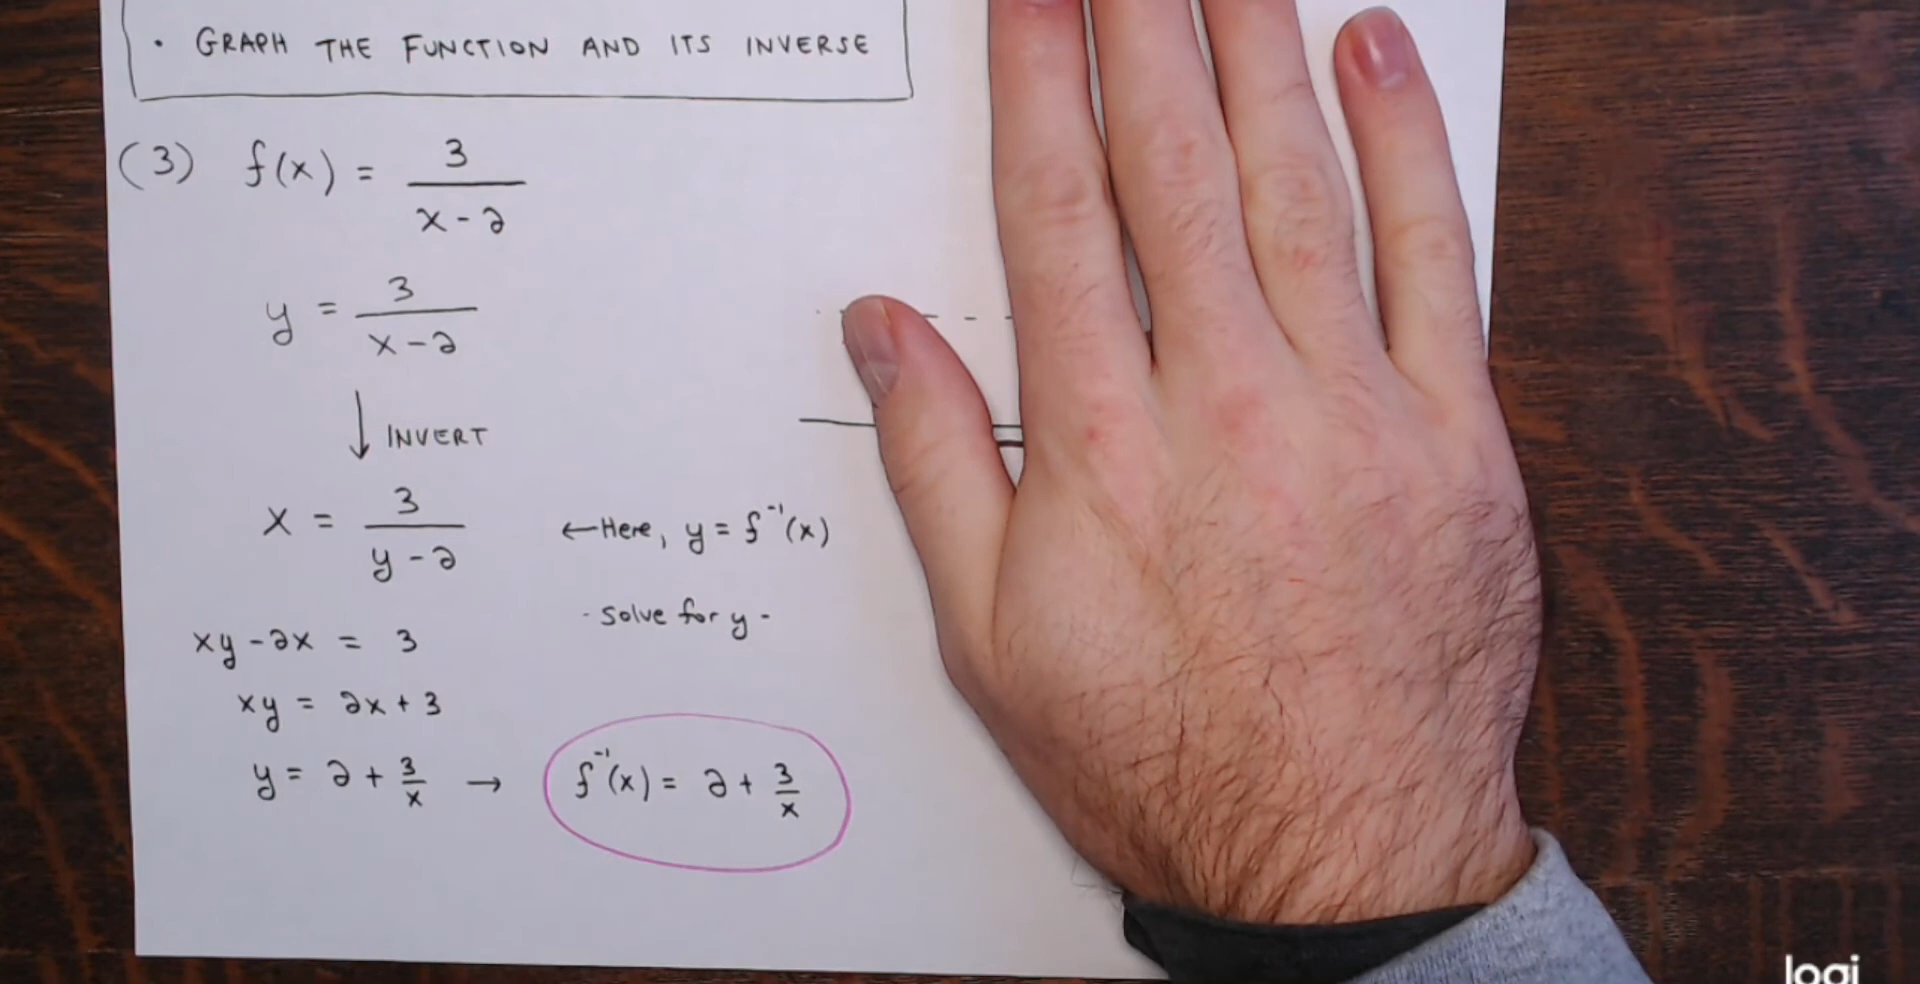 • GRAPH THE FUNCTION AND ITS INVERSE
(3) f(x) = 3/(x-2)
y = 3/(x-2)
↓ INVERT
x = 3/(y-2) ← Here, y = f⁻¹(x)
- Solve for y -
xy - 2x = 3
xy = 2x + 3
y = 2 + 3/x → f⁻¹(x) = 2 + 3/x
logi